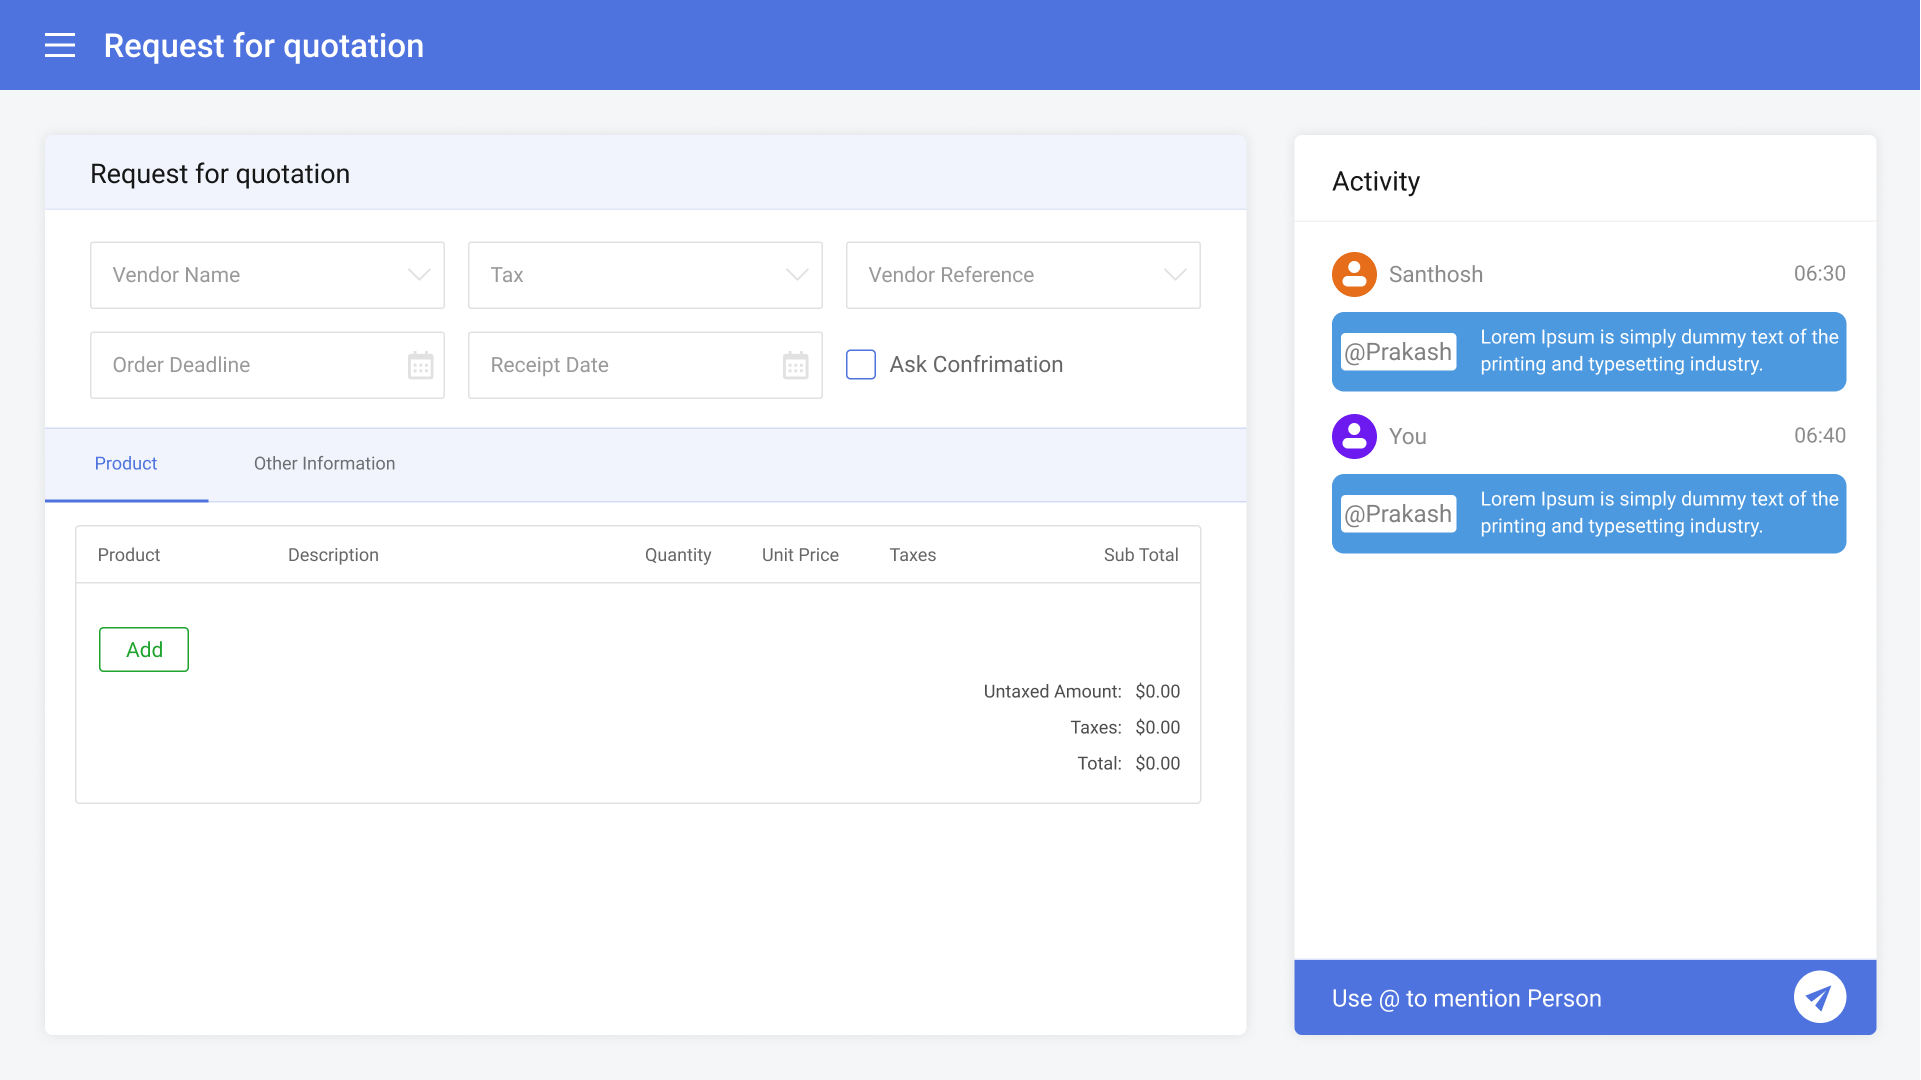 Request for quotation
Request for quotation
Vendor Name
Tax
Vendor Reference
Order Deadline
Receipt Date
Ask Confrimation
Product
Other Information
Product
Description
Quantity
Unit Price
Taxes
Sub Total
Add
Untaxed Amount: $0.00
Taxes: $0.00
Total: $0.00
Activity
Santhosh
06:30
@Prakash
Lorem Ipsum is simply dummy text of the
printing and typesetting industry.
You
06:40
@Prakash
Lorem Ipsum is simply dummy text of the
printing and typesetting industry.
Use @ to mention Person